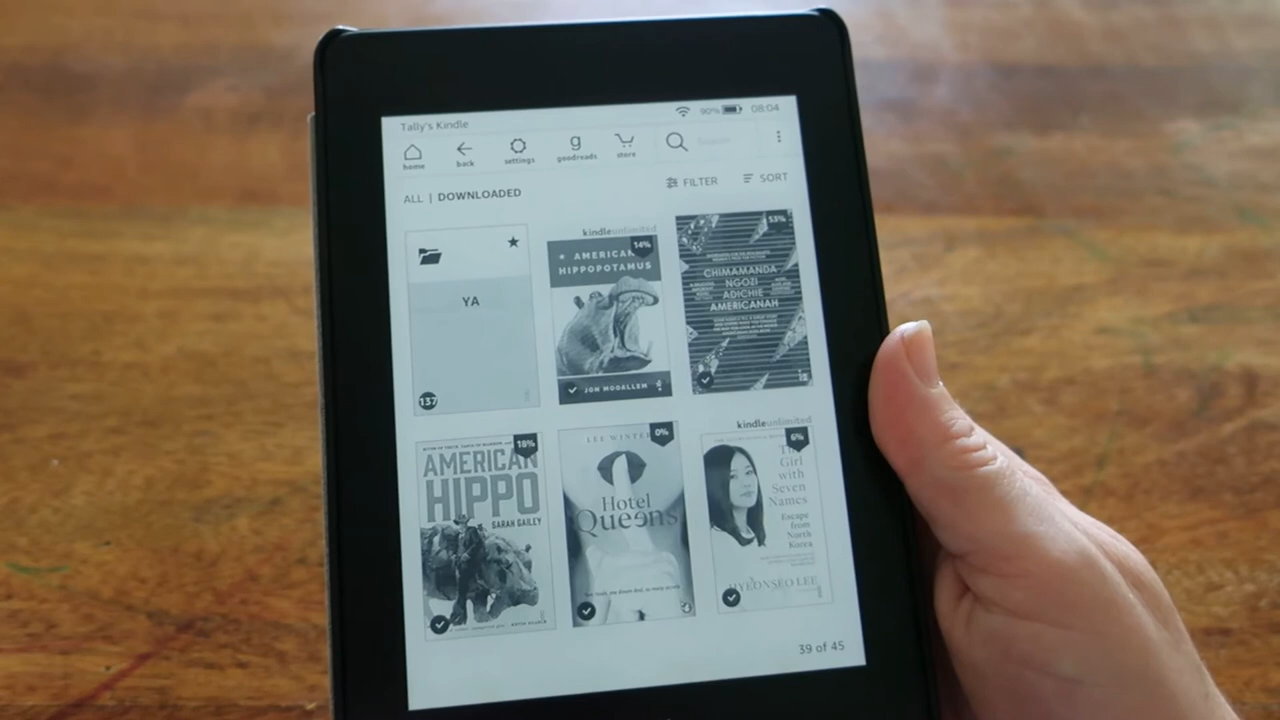 Tally's Kindle
90% 08:04
home back settings goodreads store
ALL | DOWNLOADED
FILTER SORT
YA
137
kindleunlimited
14%
AMERICAN
HIPPOPOTAMUS
JON MOOALLEM
53%
CHIMAMANDA
NGOZI
ADICHIE
AMERICANAH
18%
AMERICAN
HIPPO
SARAH GAILEY
0%
LEE WINTER
Hotel
Queens
kindleunlimited
6%
The
Girl
with
Seven
Names
Escape
from
North
Korea
HYEONSEO LEE
39 of 45